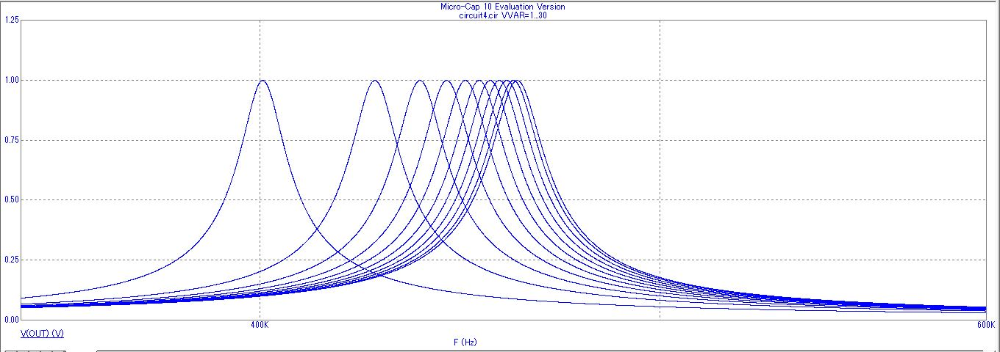 Micro-Cap 10 Evaluation Version
circuit4.cir VVAR=1...30
1.25
1.00
0.75
0.50
0.25
0.00
400K
600K
V(OUT) (V)
F (Hz)